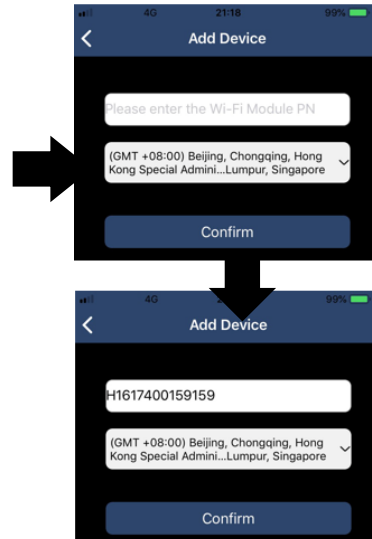 4G 21:18 99%
Add Device
Please enter the Wi-Fi Module PN
(GMT +08:00) Beijing, Chongqing, Hong
Kong Special Admini...Lumpur, Singapore
Confirm
4G 99%
Add Device
H1617400159159
(GMT +08:00) Beijing, Chongqing, Hong
Kong Special Admini...Lumpur, Singapore
Confirm